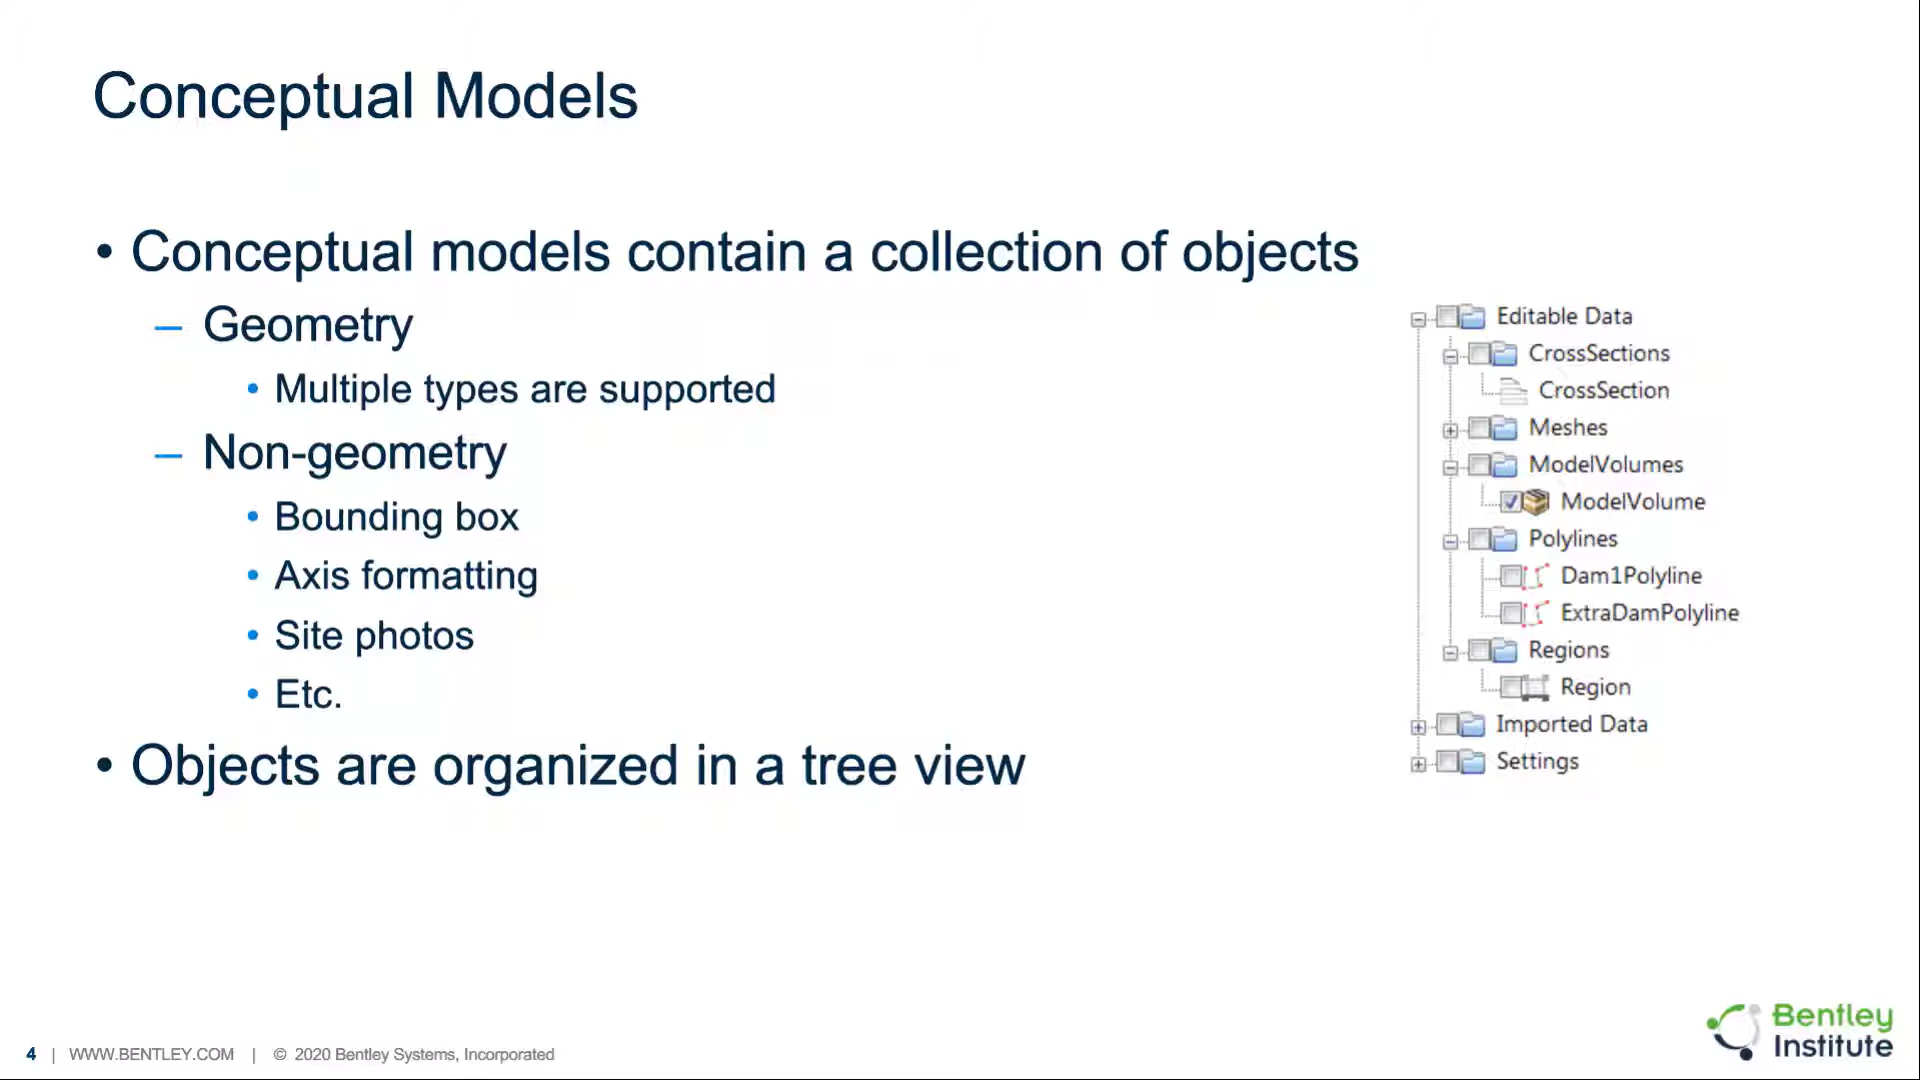 Conceptual Models
• Conceptual models contain a collection of objects
– Geometry
• Multiple types are supported
– Non-geometry
• Bounding box
• Axis formatting
• Site photos
• Etc.
• Objects are organized in a tree view
Editable Data
CrossSections
CrossSection
Meshes
ModelVolumes
ModelVolume
Polylines
Dam1Polyline
ExtraDamPolyline
Regions
Region
Imported Data
Settings
4 | WWW.BENTLEY.COM | © 2020 Bentley Systems, Incorporated
Bentley
Institute